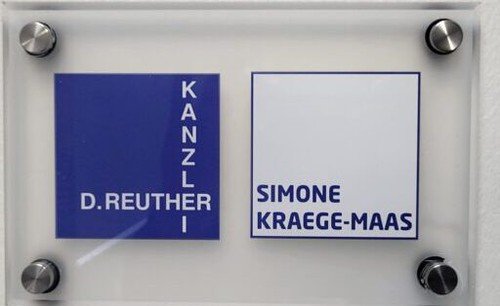 KANZLEI
D.REUTHER
SIMONE
KRAEGE-MAAS